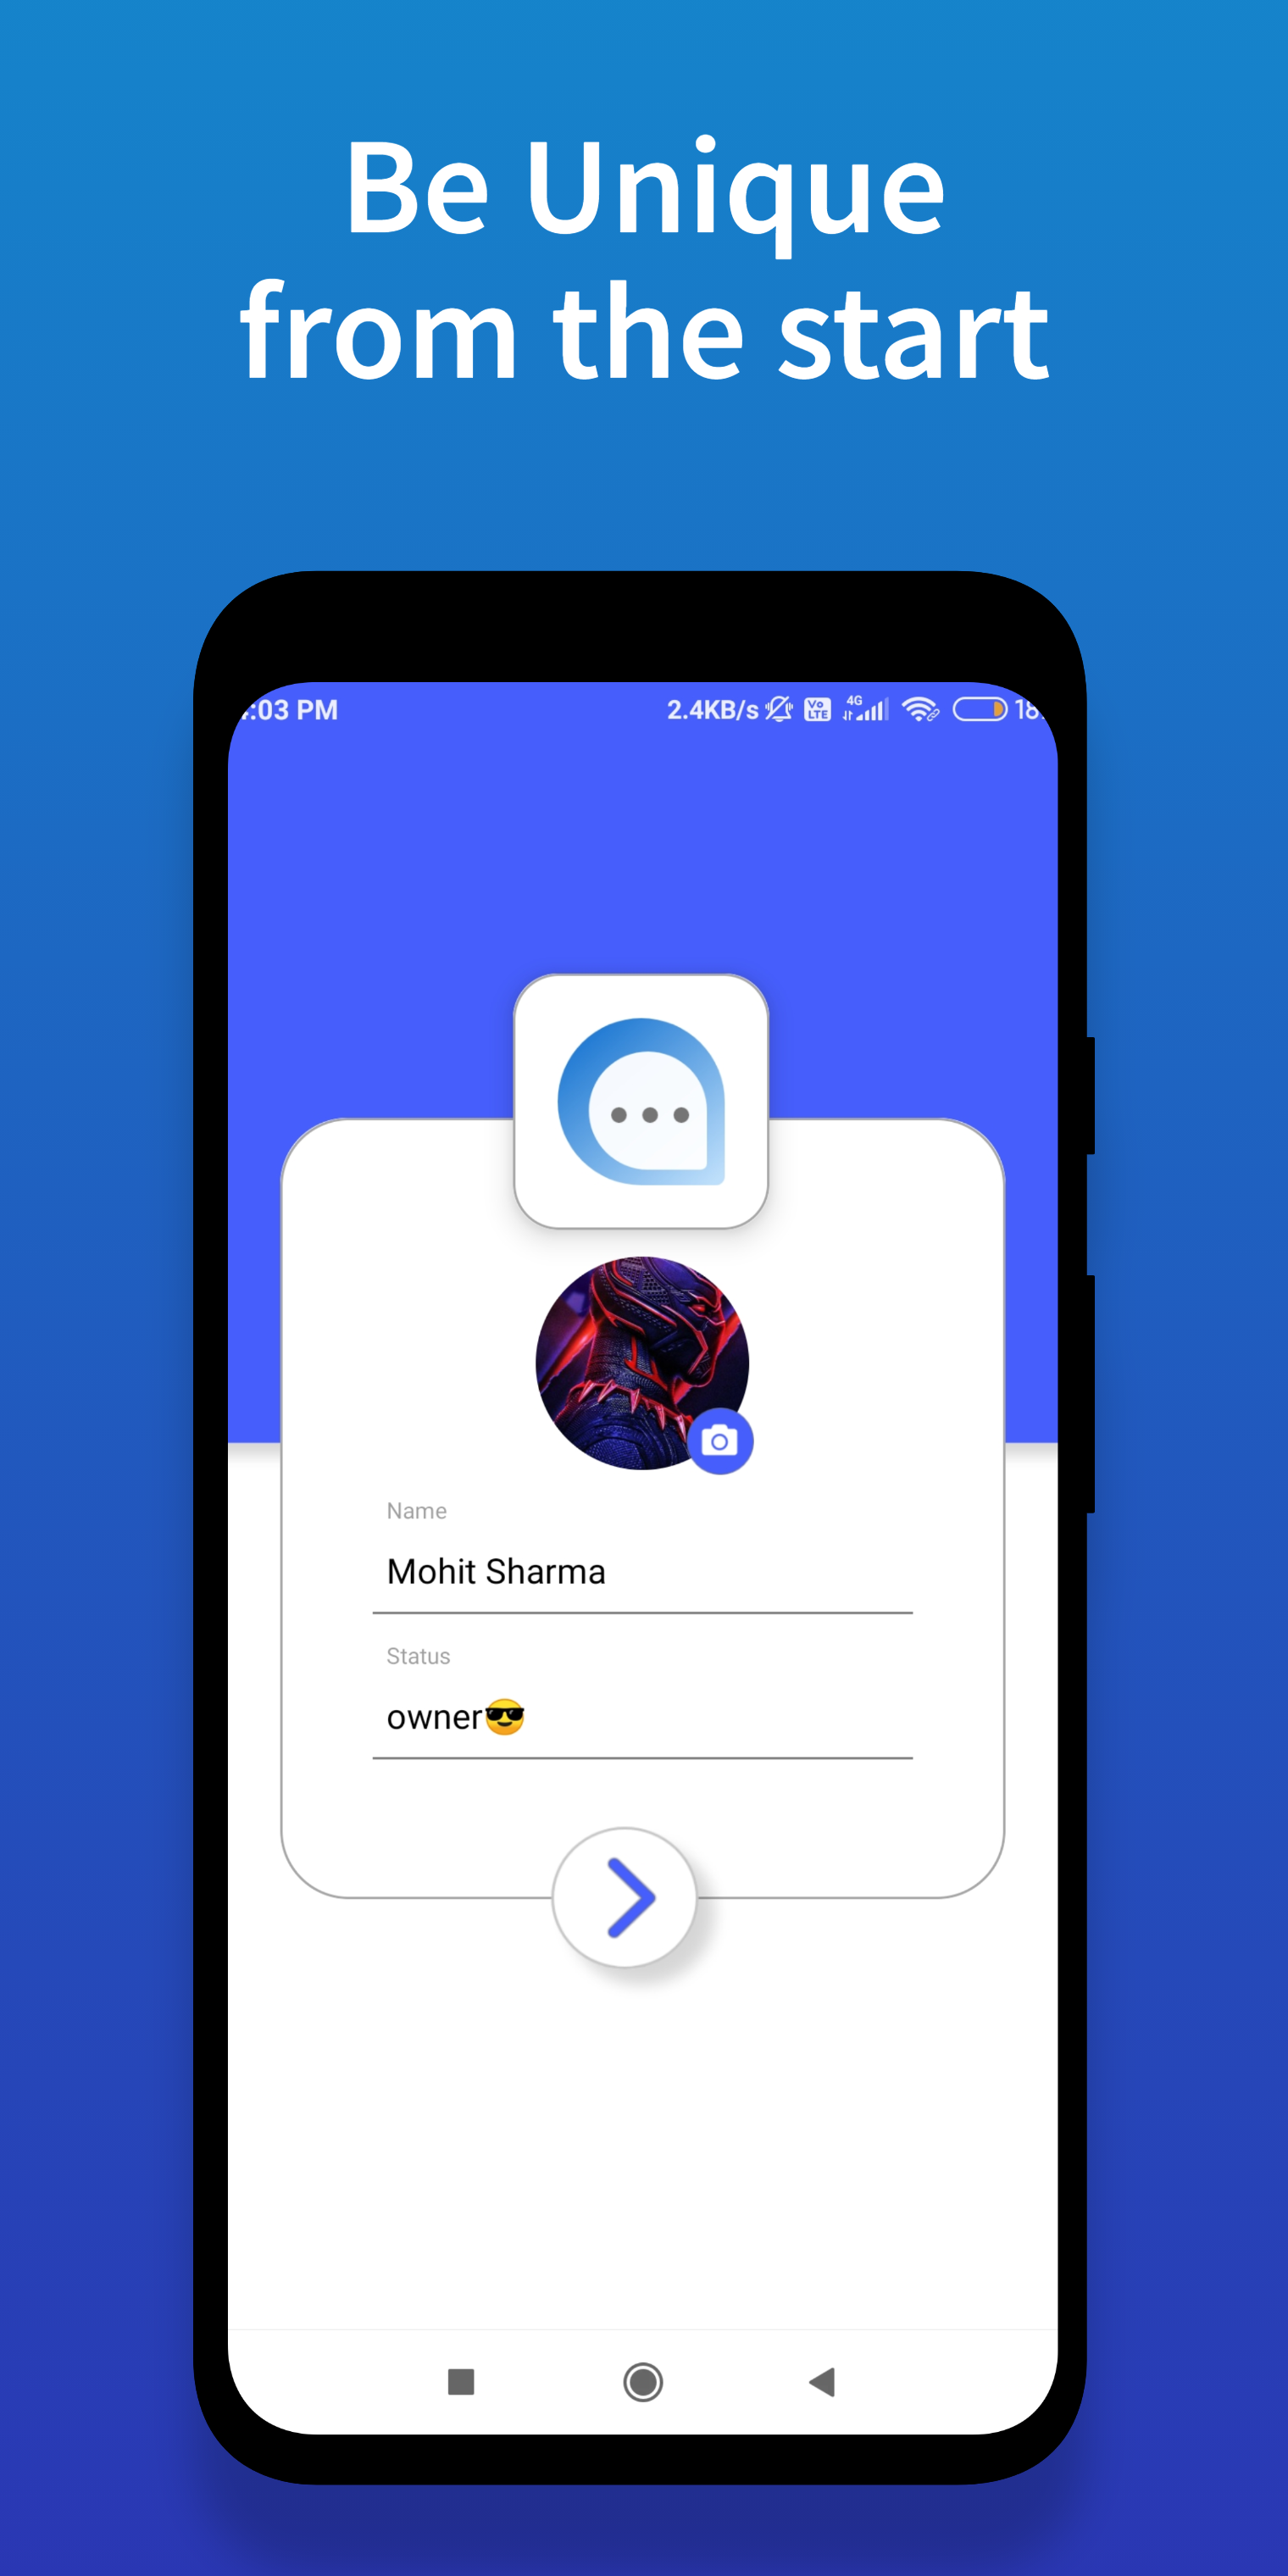 Be Unique
from the start
:03 PM 2.4KB/s Vo LTE 4G 18
Name
Mohit Sharma
Status
owner😎